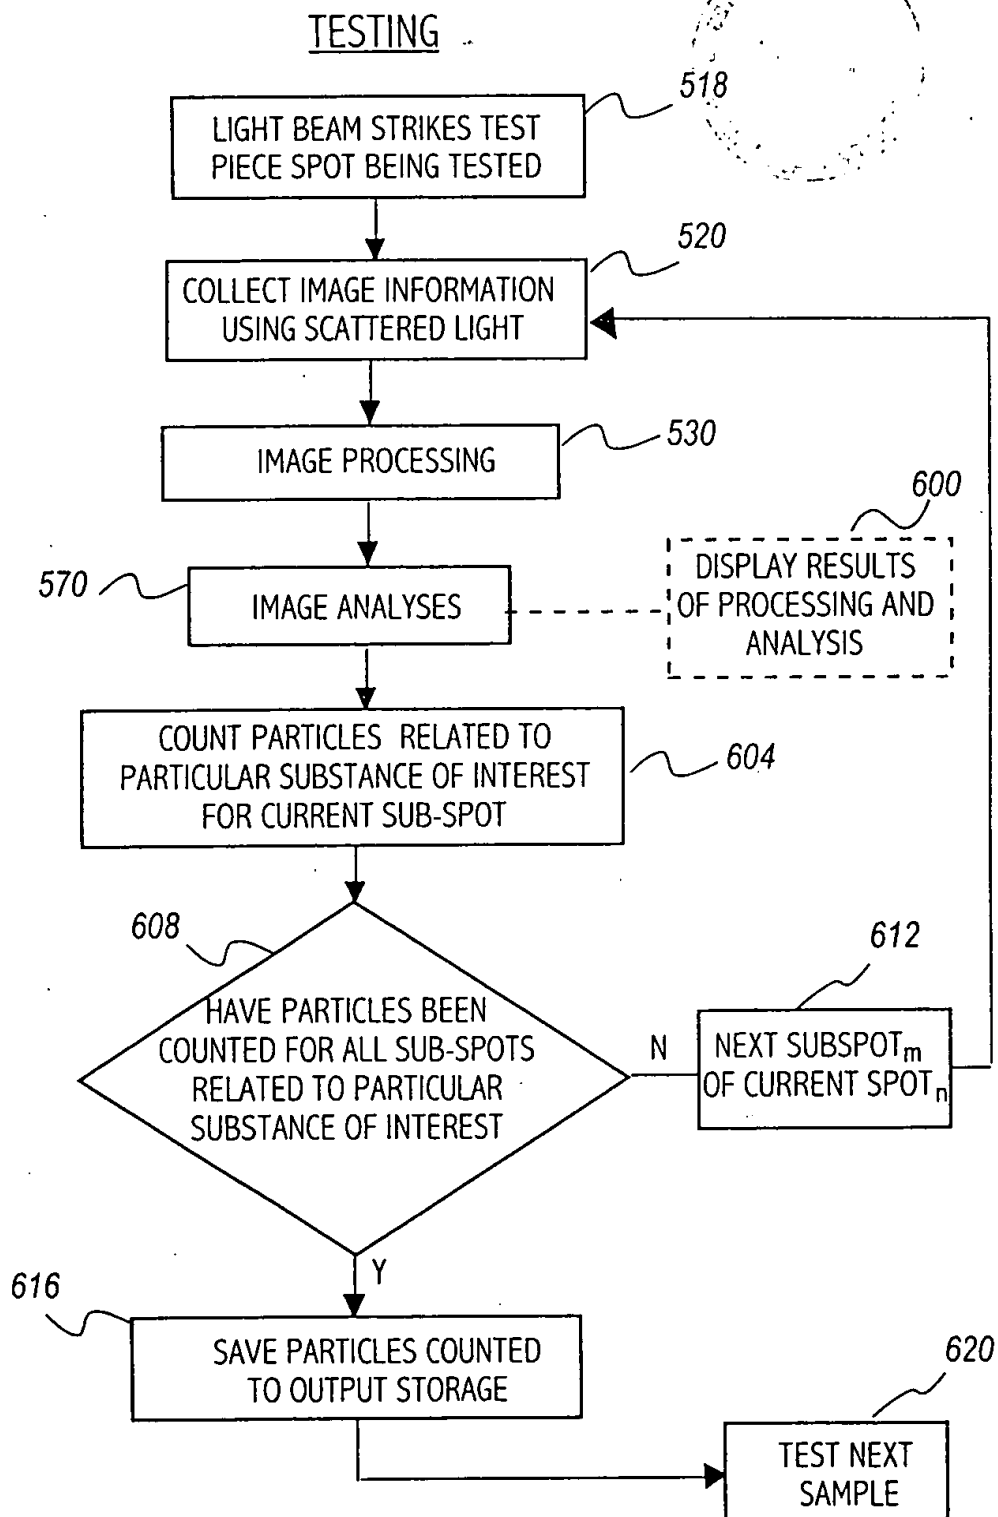 TESTING
518
LIGHT BEAM STRIKES TEST
PIECE SPOT BEING TESTED
520
COLLECT IMAGE INFORMATION
USING SCATTERED LIGHT
530
IMAGE PROCESSING
600
DISPLAY RESULTS
OF PROCESSING AND
ANALYSIS
570
IMAGE ANALYSES
COUNT PARTICLES RELATED TO
PARTICULAR SUBSTANCE OF INTEREST
FOR CURRENT SUB-SPOT
604
608
HAVE PARTICLES BEEN
COUNTED FOR ALL SUB-SPOTS
RELATED TO PARTICULAR
SUBSTANCE OF INTEREST
N
612
NEXT SUBSPOTm
OF CURRENT SPOTn
Y
616
SAVE PARTICLES COUNTED
TO OUTPUT STORAGE
620
TEST NEXT
SAMPLE